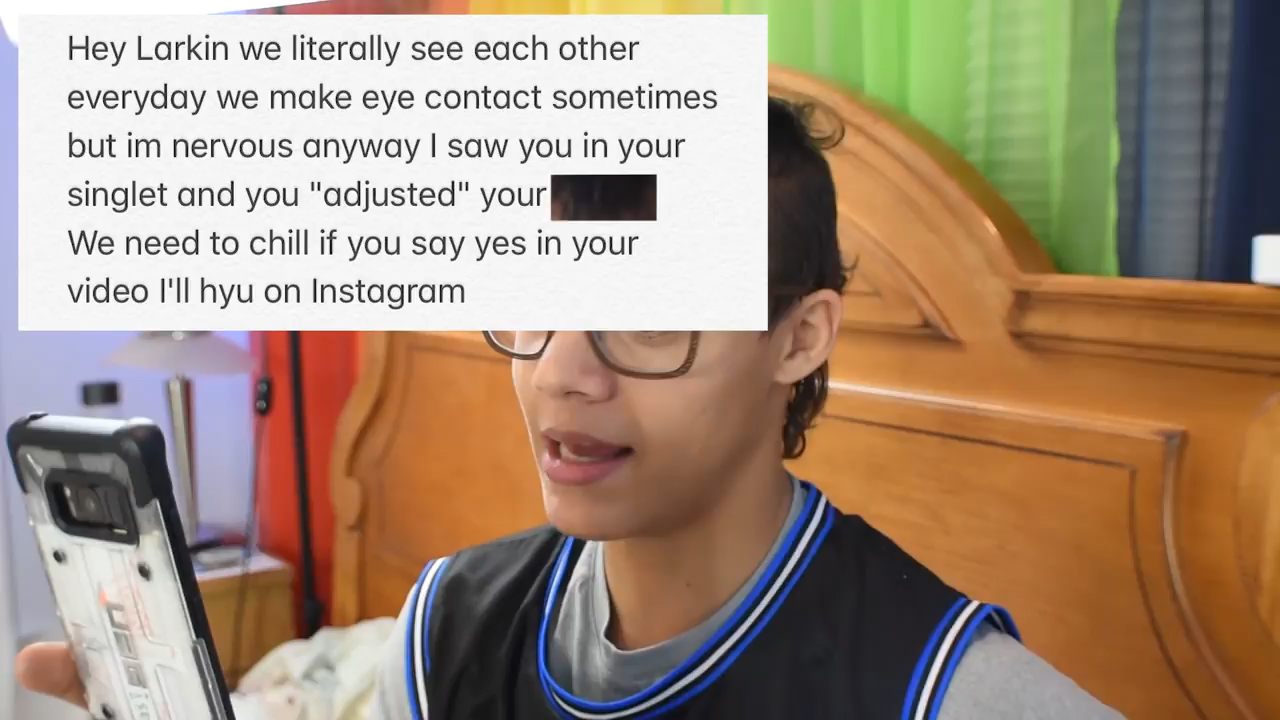 Hey Larkin we literally see each other
everyday we make eye contact sometimes
but im nervous anyway I saw you in your
singlet and you "adjusted" your
We need to chill if you say yes in your
video I'll hyu on Instagram